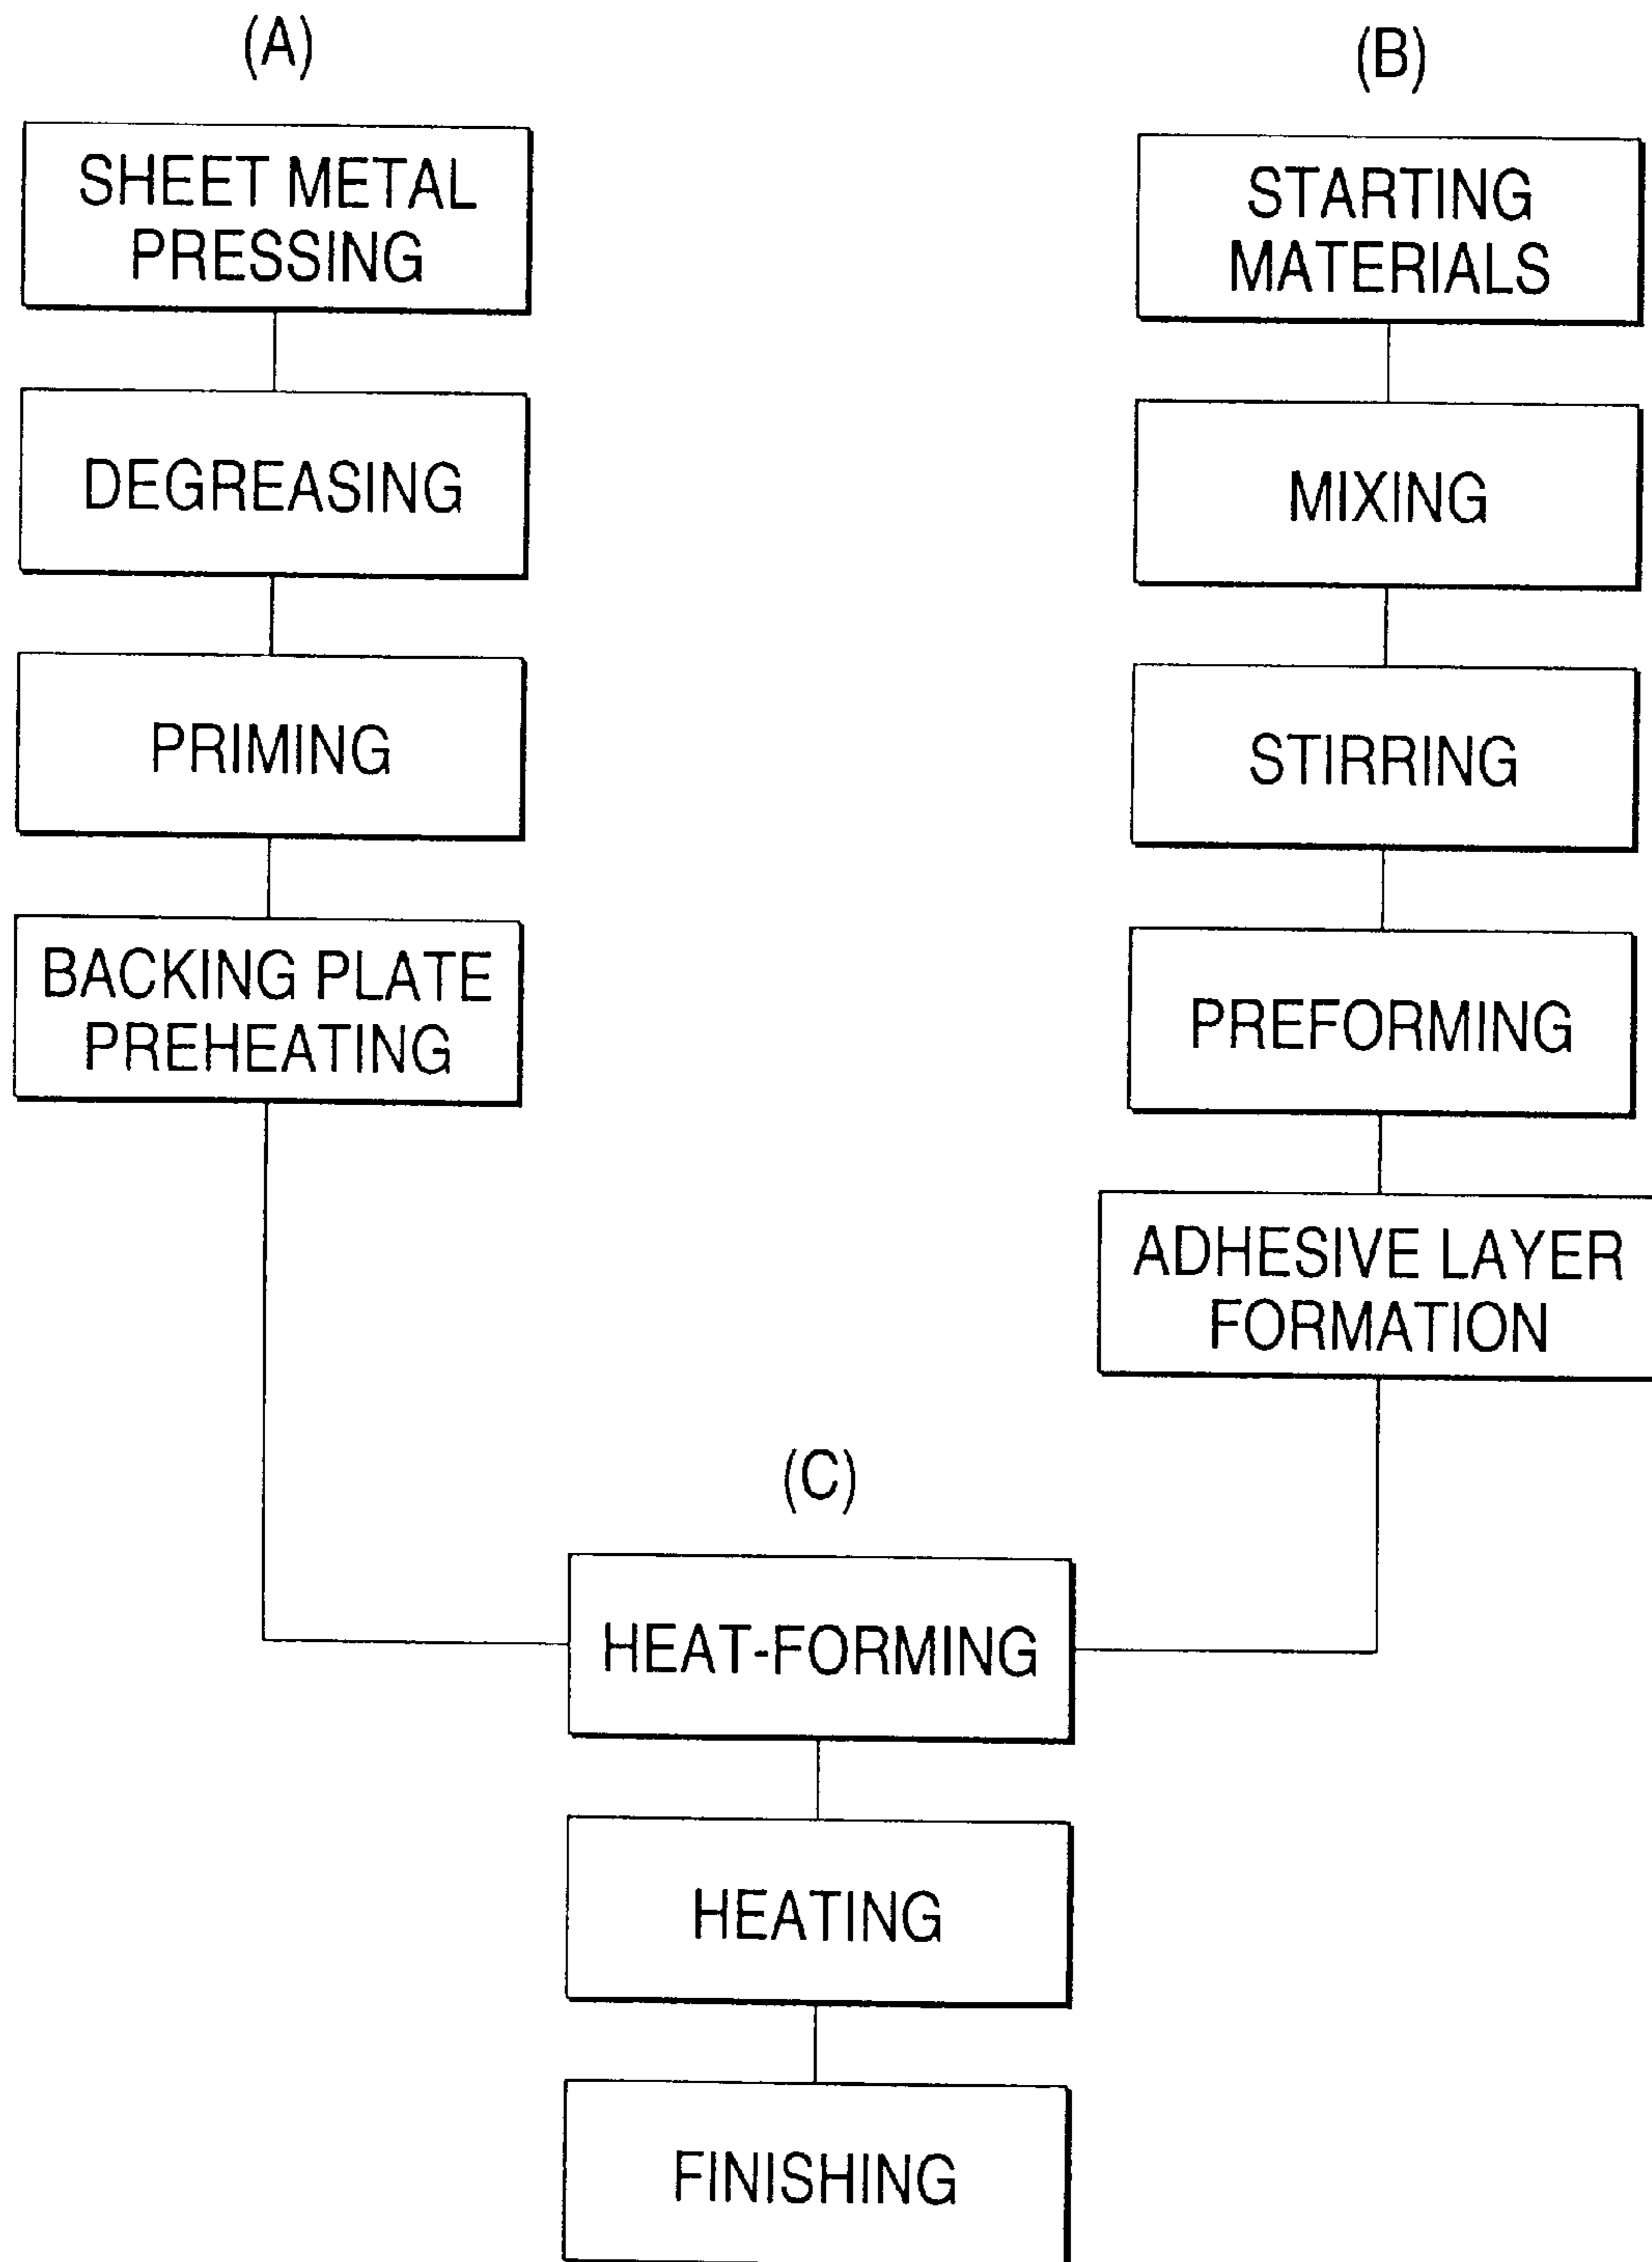 (A)
SHEET METAL
PRESSING
DEGREASING
PRIMING
BACKING PLATE
PREHEATING
(B)
STARTING
MATERIALS
MIXING
STIRRING
PREFORMING
ADHESIVE LAYER
FORMATION
(C)
HEAT-FORMING
HEATING
FINISHING